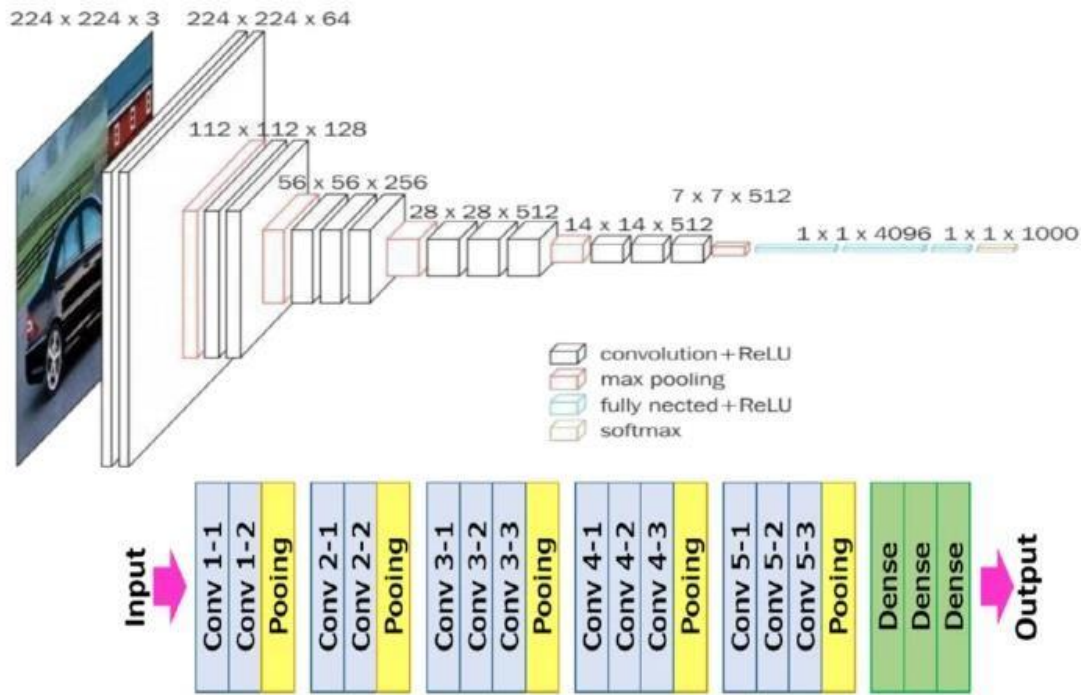 224 x 224 x 3
224 x 224 x 64
112 x 112 x 128
56 x 56 x 256
28 x 28 x 512
14 x 14 x 512
7 x 7 x 512
1 x 1 x 4096
1 x 1 x 1000
convolution+ReLU
max pooling
fully nected+ReLU
softmax
Input
Conv 1-1
Conv 1-2
Pooing
Conv 2-1
Conv 2-2
Pooing
Conv 3-1
Conv 3-2
Conv 3-3
Pooing
Conv 4-1
Conv 4-2
Conv 4-3
Pooing
Conv 5-1
Conv 5-2
Conv 5-3
Pooing
Dense
Dense
Dense
Output